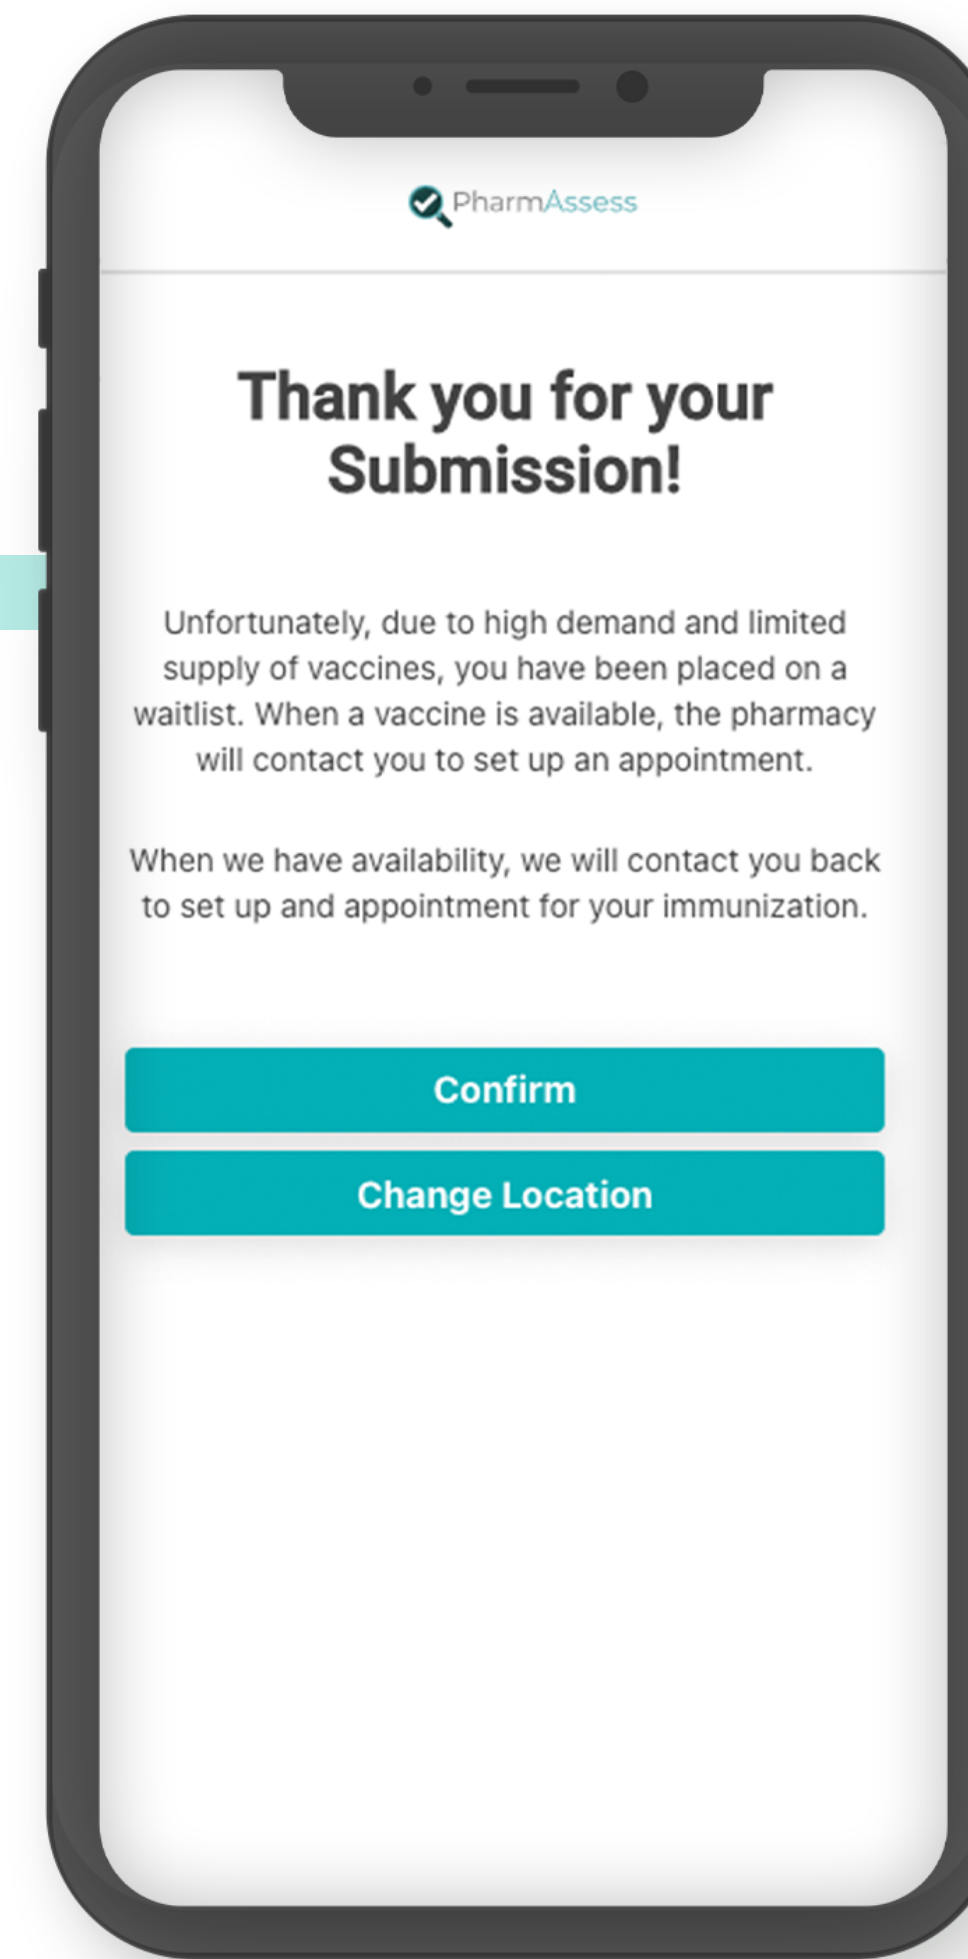 PharmAssess
Thank you for your
Submission!
Unfortunately, due to high demand and limited
supply of vaccines, you have been placed on a
waitlist. When a vaccine is available, the pharmacy
will contact you to set up an appointment.
When we have availability, we will contact you back
to set up and appointment for your immunization.
Confirm
Change Location